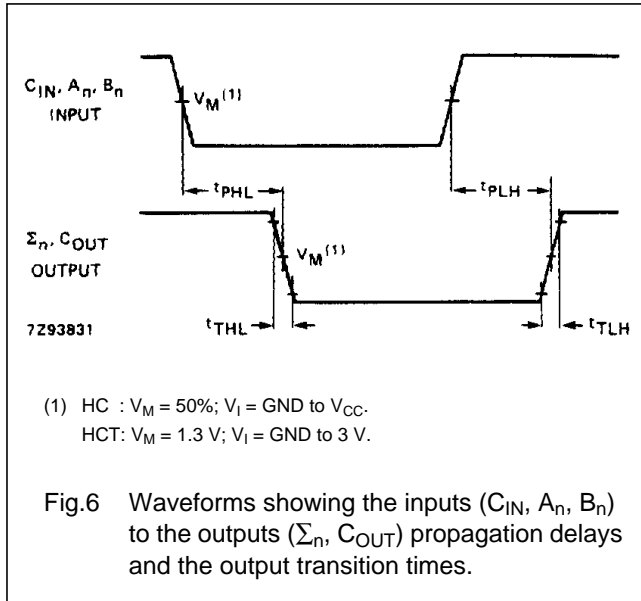 C_IN, A_n, B_n
INPUT
V_M (1)
t_PHL
t_PLH
Σ_n, C_OUT
OUTPUT
V_M (1)
7Z93831
t_THL
t_TLH
(1) HC : V_M = 50%; V_I = GND to V_CC.
HCT: V_M = 1.3 V; V_I = GND to 3 V.
Fig.6 Waveforms showing the inputs (C_IN, A_n, B_n)
to the outputs (Σ_n, C_OUT) propagation delays
and the output transition times.